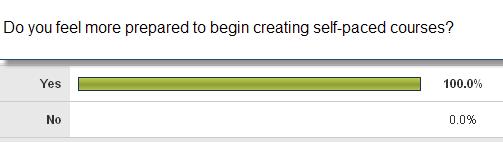 Do you feel more prepared to begin creating self-paced courses?
Yes 100.0%
No 0.0%